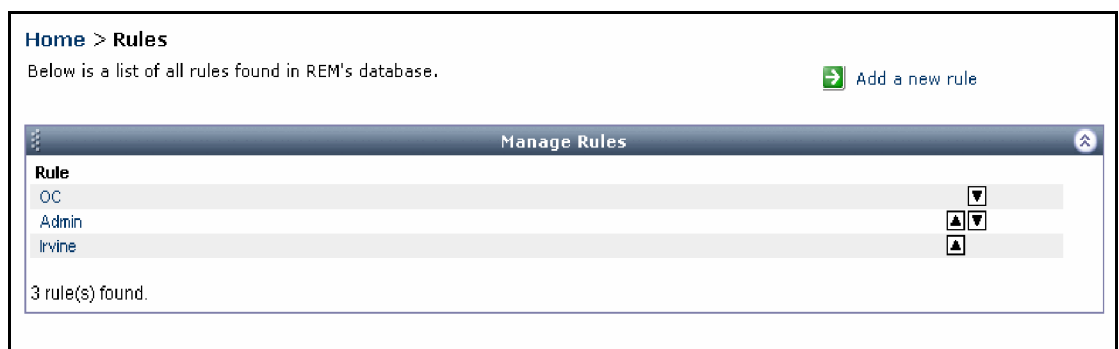 Home > Rules
Below is a list of all rules found in REM's database.
Add a new rule
Manage Rules
Rule
OC
Admin
Irvine
3 rule(s) found.